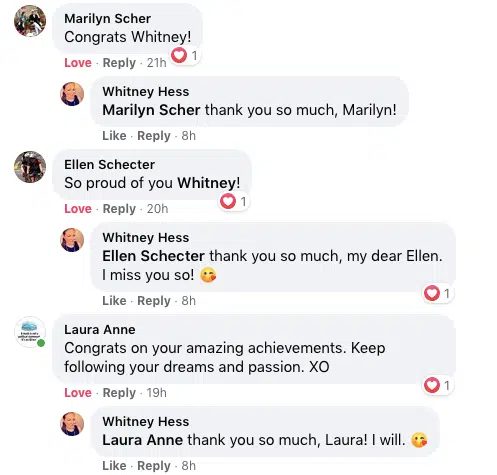 Marilyn Scher
Congrats Whitney!
1
Love · Reply · 21h
Whitney Hess
Marilyn Scher thank you so much, Marilyn!
Like · Reply · 8h
Ellen Schecter
So proud of you Whitney!
1
Love · Reply · 20h
Whitney Hess
Ellen Schecter thank you so much, my dear Ellen.
I miss you so! 😘
1
Like · Reply · 8h
Laura Anne
Congrats on your amazing achievements. Keep
following your dreams and passion. XO
1
Love · Reply · 19h
Whitney Hess
Laura Anne thank you so much, Laura! I will. 😘
Like · Reply · 8h